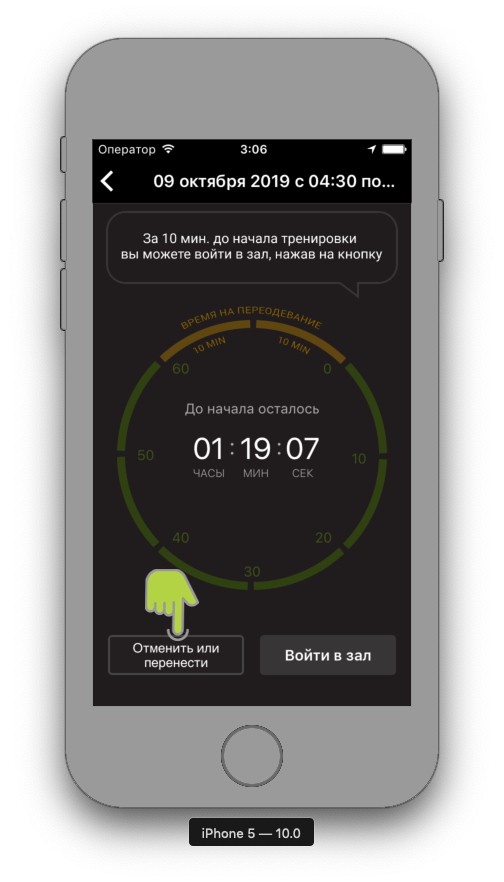 Оператор 3:06
09 октября 2019 с 04:30 по...
За 10 мин. до начала тренировки
вы можете войти в зал, нажав на кнопку
ВРЕМЯ НА ПЕРЕОДЕВАНИЕ
10 MIN 10 MIN
60 0
До начала осталось
01 : 19 : 07
ЧАСЫ МИН СЕК
50 10
40 20
30
Отменить или
перенести
Войти в зал
iPhone 5 — 10.0